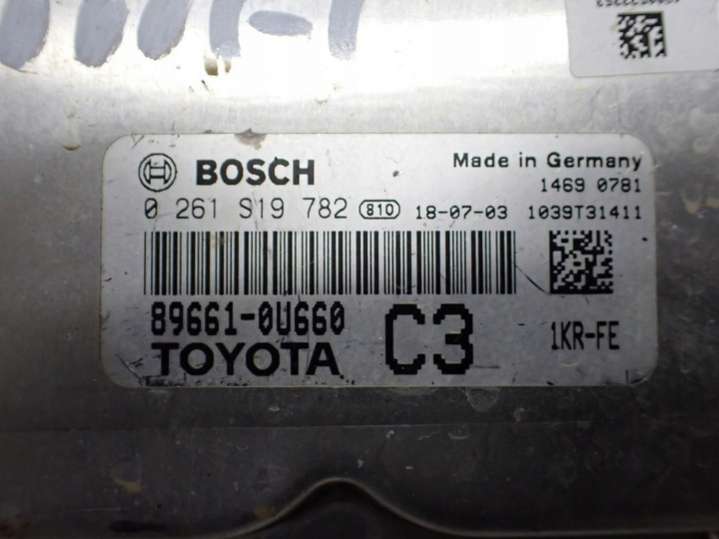 BOSCH
Made in Germany
1469 0781
0 261 S19 782 810 18-07-03 1039T31411
89661-0U660
TOYOTA
C3
1KR-FE